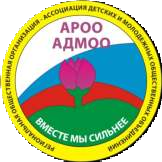 РЕГИОНАЛЬНАЯ ОБЩЕСТВЕННАЯ ОРГАНИЗАЦИЯ - АССОЦИАЦИЯ ДЕТСКИХ И МОЛОДЕЖНЫХ ОБЩЕСТВЕННЫХ ОБЪЕДИНЕНИЙ
АРОО
АДМОО
ВМЕСТЕ МЫ СИЛЬНЕЕ